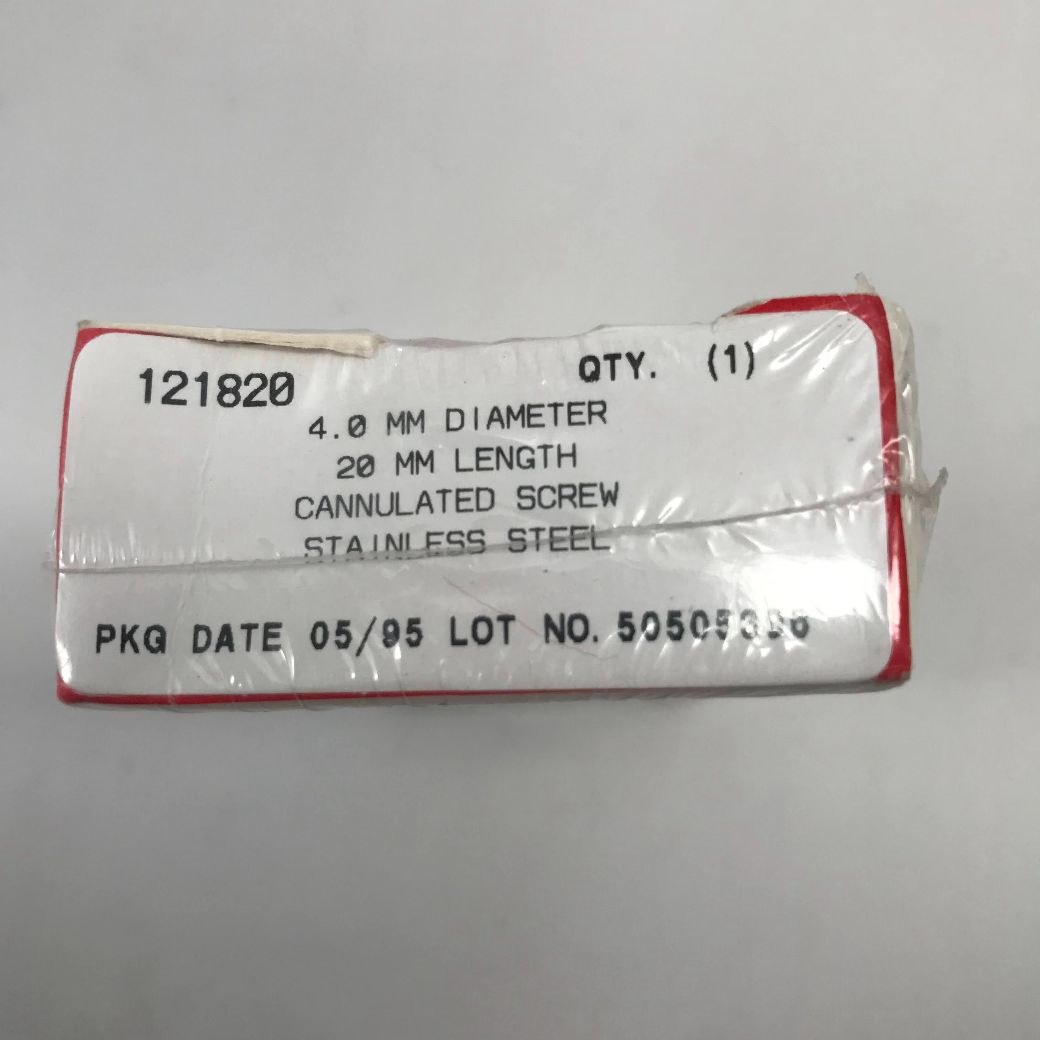 121820 QTY. (1)
4.0 MM DIAMETER
20 MM LENGTH
CANNULATED SCREW
STAINLESS STEEL
PKG DATE 05/95 LOT NO.